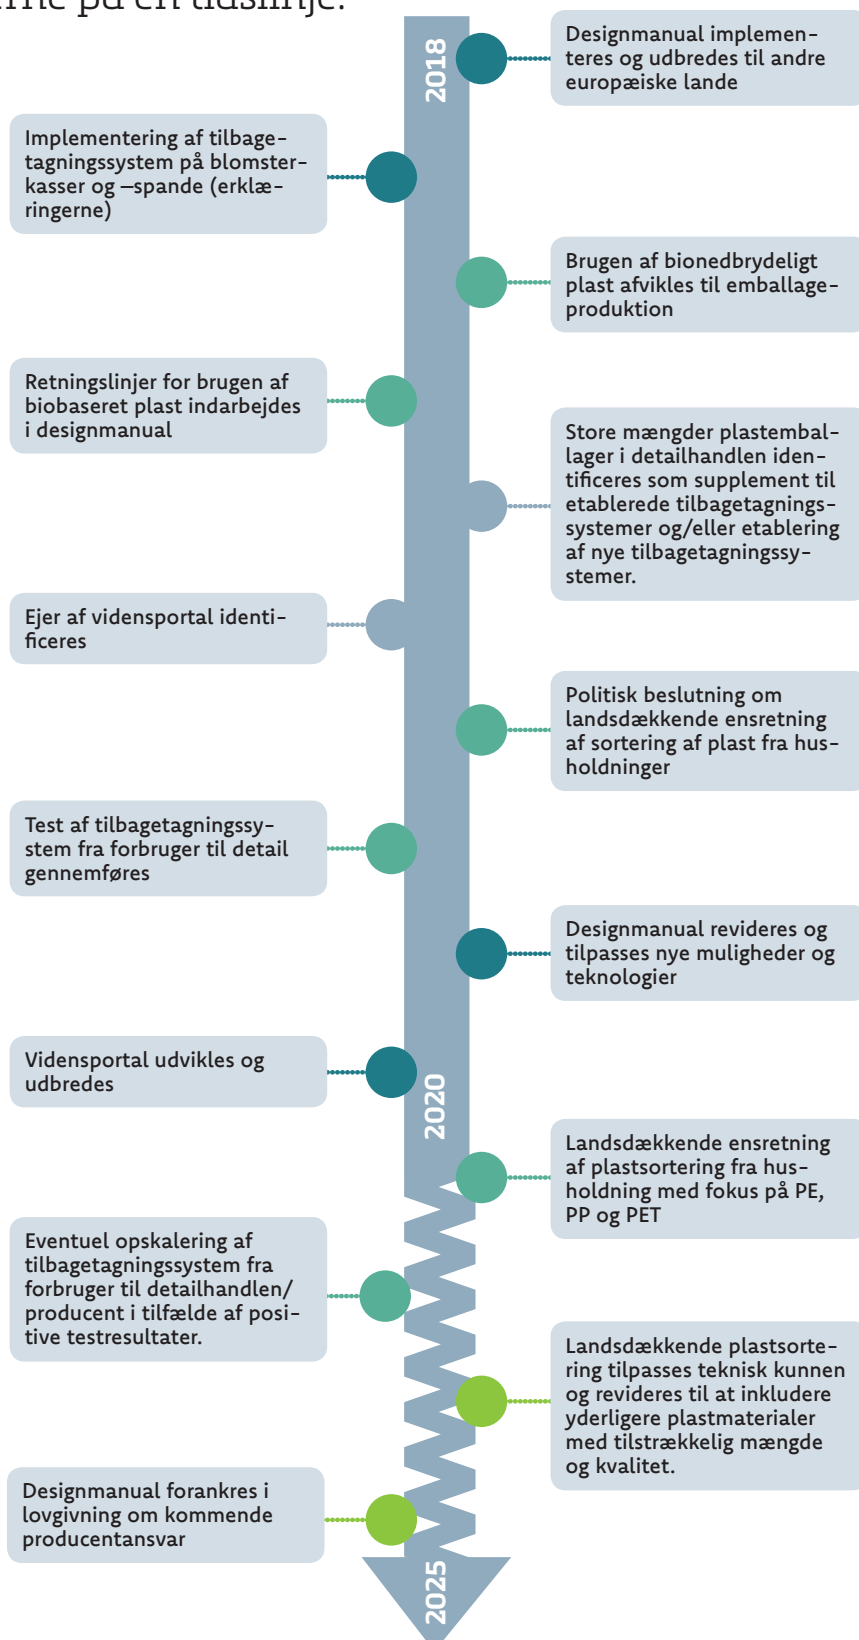 erne på en tidslinje.
2018
Designmanual implemen-
teres og udbredes til andre
europæiske lande
Implementering af tilbage-
tagningssystem på blomster-
kasser og –spande (erklæ-
ringerne)
Brugen af bionedbrydeligt
plast afvikles til emballage-
produktion
Retningslinjer for brugen af
biobaseret plast indarbejdes
i designmanual
Store mængder plastembal-
lager i detailhandlen iden-
tificeres som supplement til
etablerede tilbagetagnings-
systemer og/eller etablering
af nye tilbagetagningssy-
stemer.
Ejer af vidensportal identi-
ficeres
Politisk beslutning om
landsdækkende ensretning
af sortering af plast fra hus-
holdninger
Test af tilbagetagningssy-
stem fra forbruger til detail
gennemføres
Designmanual revideres og
tilpasses nye muligheder og
teknologier
Vidensportal udvikles og
udbredes
2020
Landsdækkende ensretning
af plastsortering fra hus-
holdning med fokus på PE,
PP og PET
Eventuel opskalering af
tilbagetagningssystem fra
forbruger til detailhandlen/
producent i tilfælde af posi-
tive testresultater.
Landsdækkende plastsorte-
ring tilpasses teknisk kunnen
og revideres til at inkludere
yderligere plastmaterialer
med tilstrækkelig mængde
og kvalitet.
Designmanual forankres i
lovgivning om kommende
producentansvar
2025